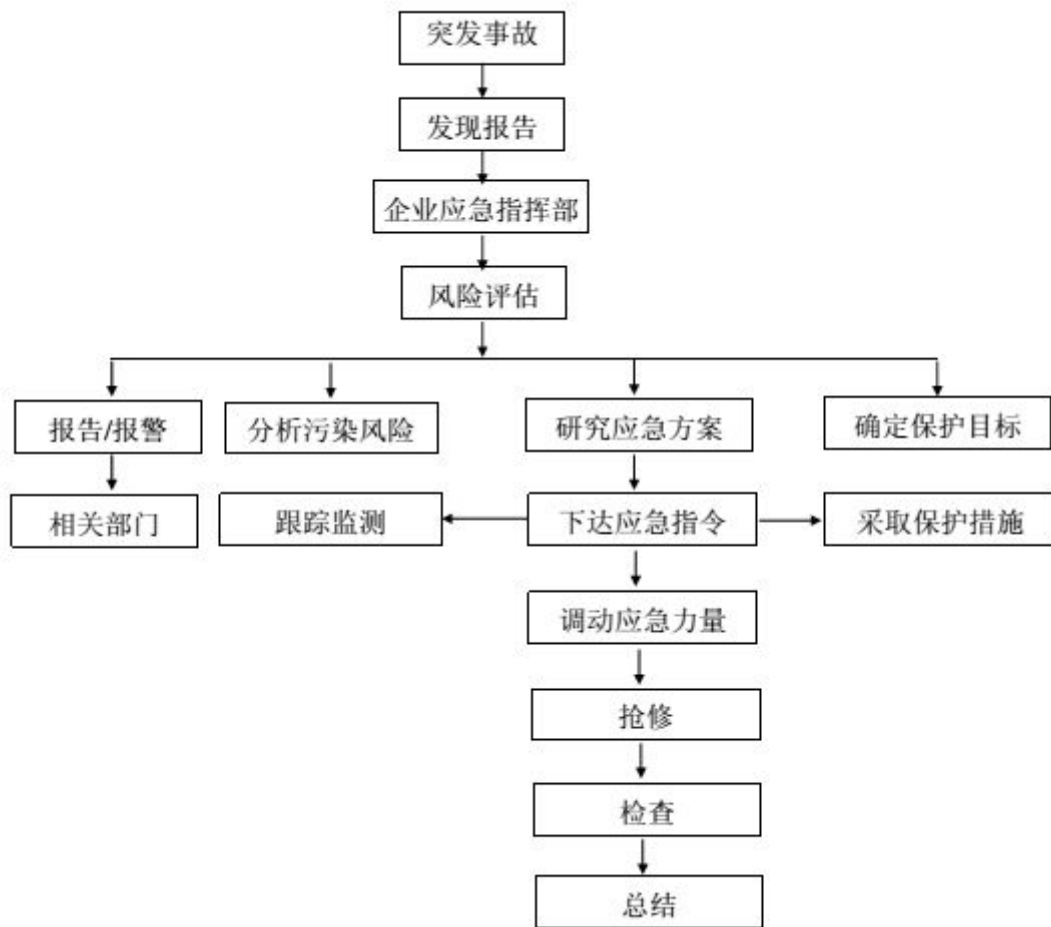 突发事故
发现报告
企业应急指挥部
风险评估
报告/报警
分析污染风险
研究应急方案
确定保护目标
相关部门
跟踪监测
下达应急指令
采取保护措施
调动应急力量
抢修
检查
总结